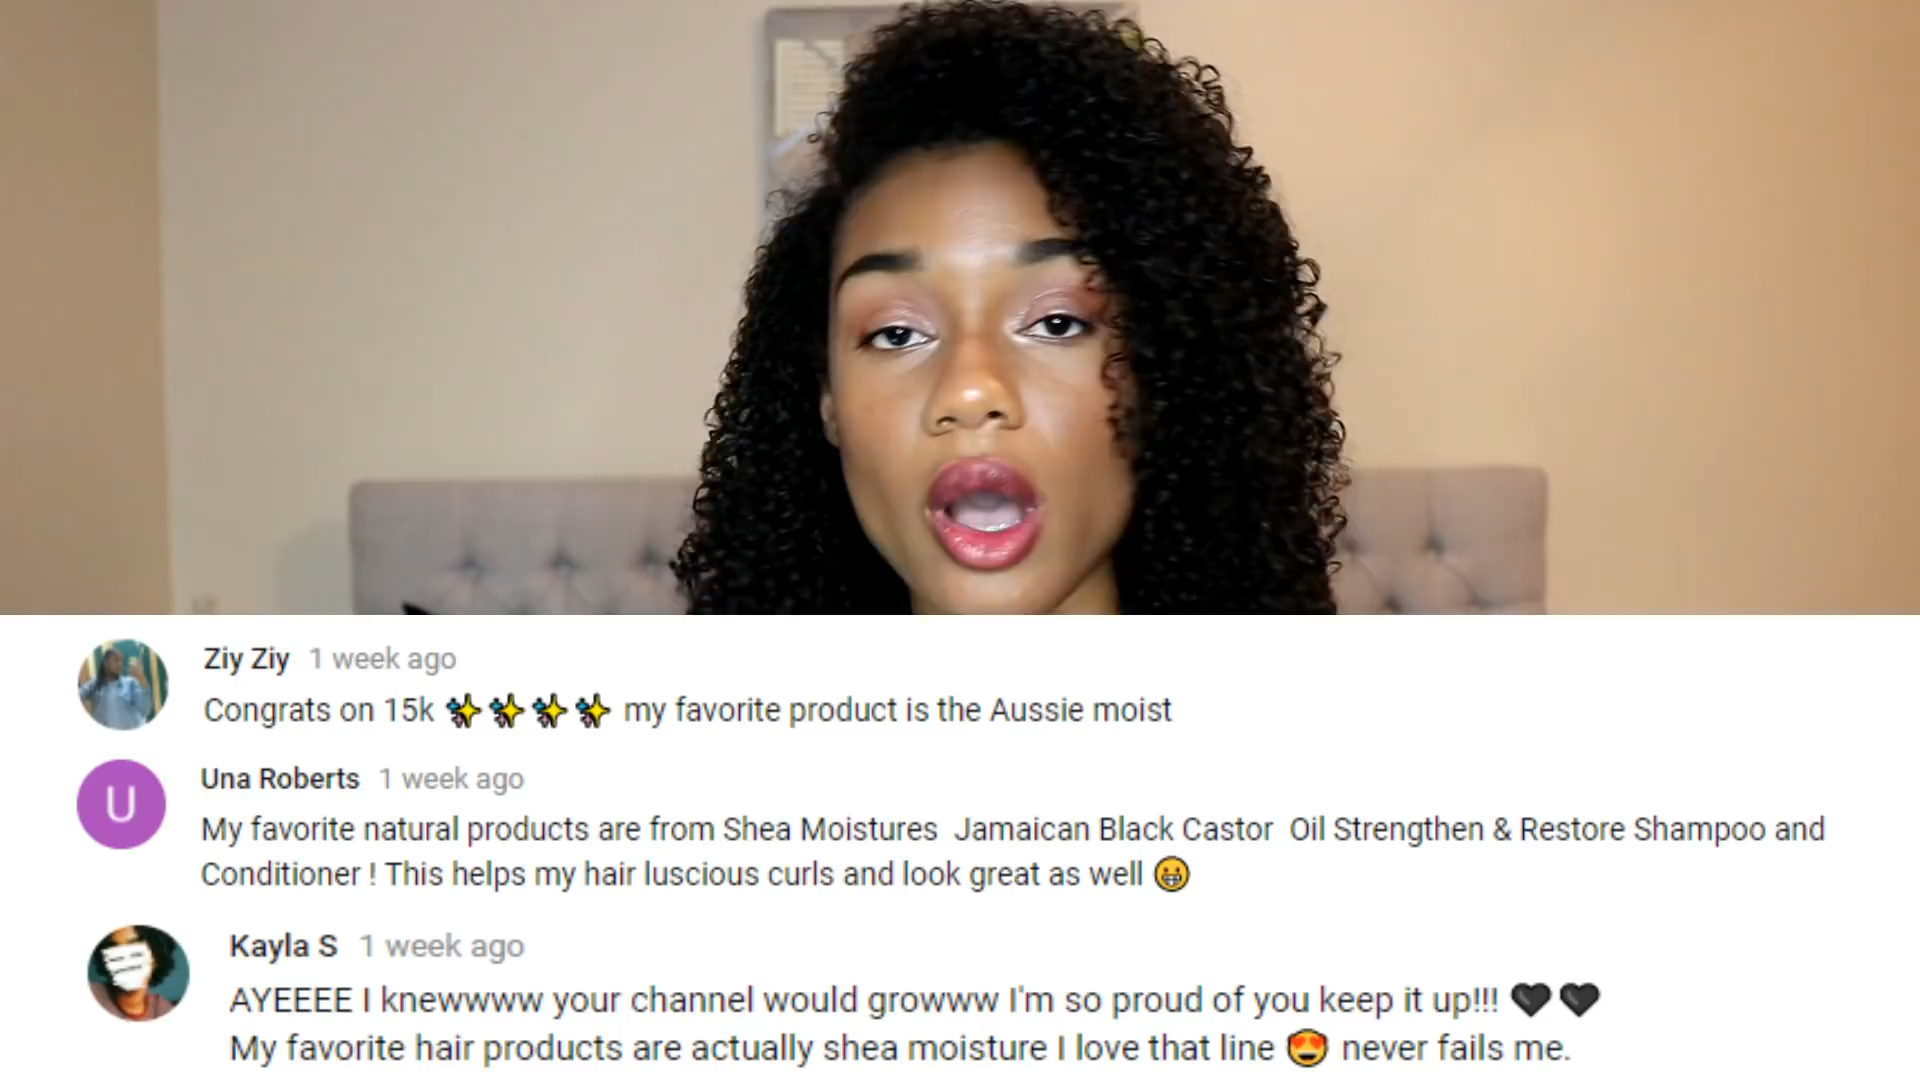 Ziy Ziy 1 week ago
Congrats on 15k ✨✨✨✨ my favorite product is the Aussie moist
U
Una Roberts 1 week ago
My favorite natural products are from Shea Moistures Jamaican Black Castor Oil Strengthen & Restore Shampoo and
Conditioner ! This helps my hair luscious curls and look great as well 😀
Kayla S 1 week ago
AYEEEE I knewwww your channel would growww I'm so proud of you keep it up!!! 🖤🖤
My favorite hair products are actually shea moisture I love that line 😍 never fails me.